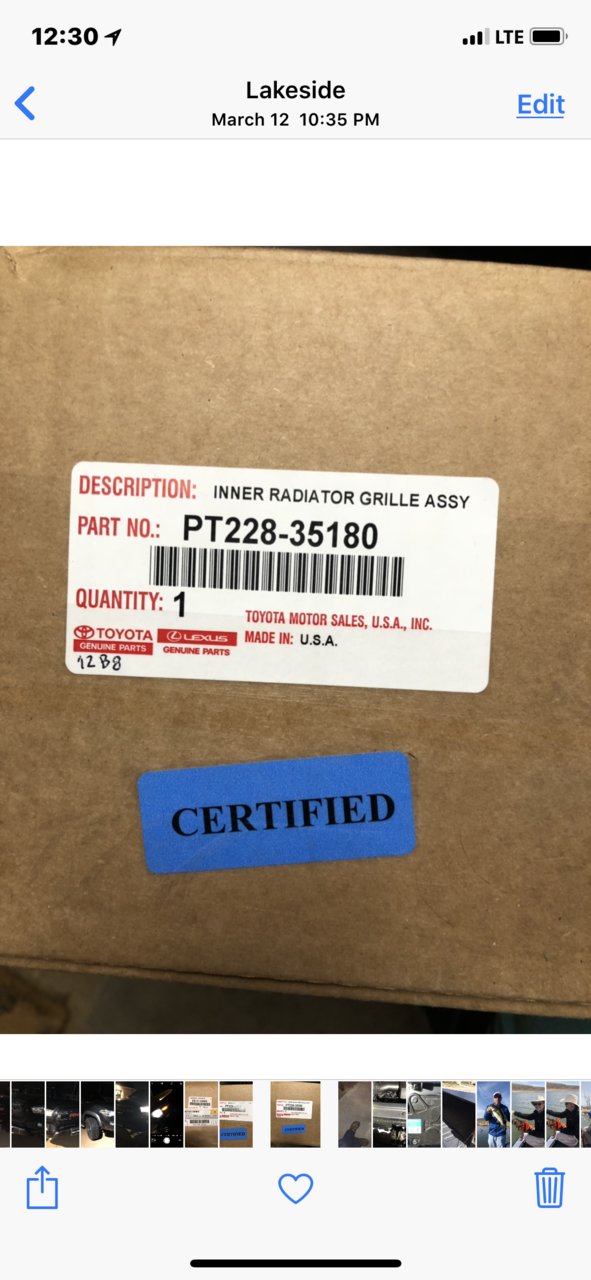 12:30
LTE
Lakeside
March 12 10:35 PM
Edit
DESCRIPTION: INNER RADIATOR GRILLE ASSY
PART NO.: PT228-35180
QUANTITY: 1
TOYOTA MOTOR SALES, U.S.A., INC.
TOYOTA
GENUINE PARTS
LEXUS
GENUINE PARTS
MADE IN: U.S.A.
12B8
CERTIFIED